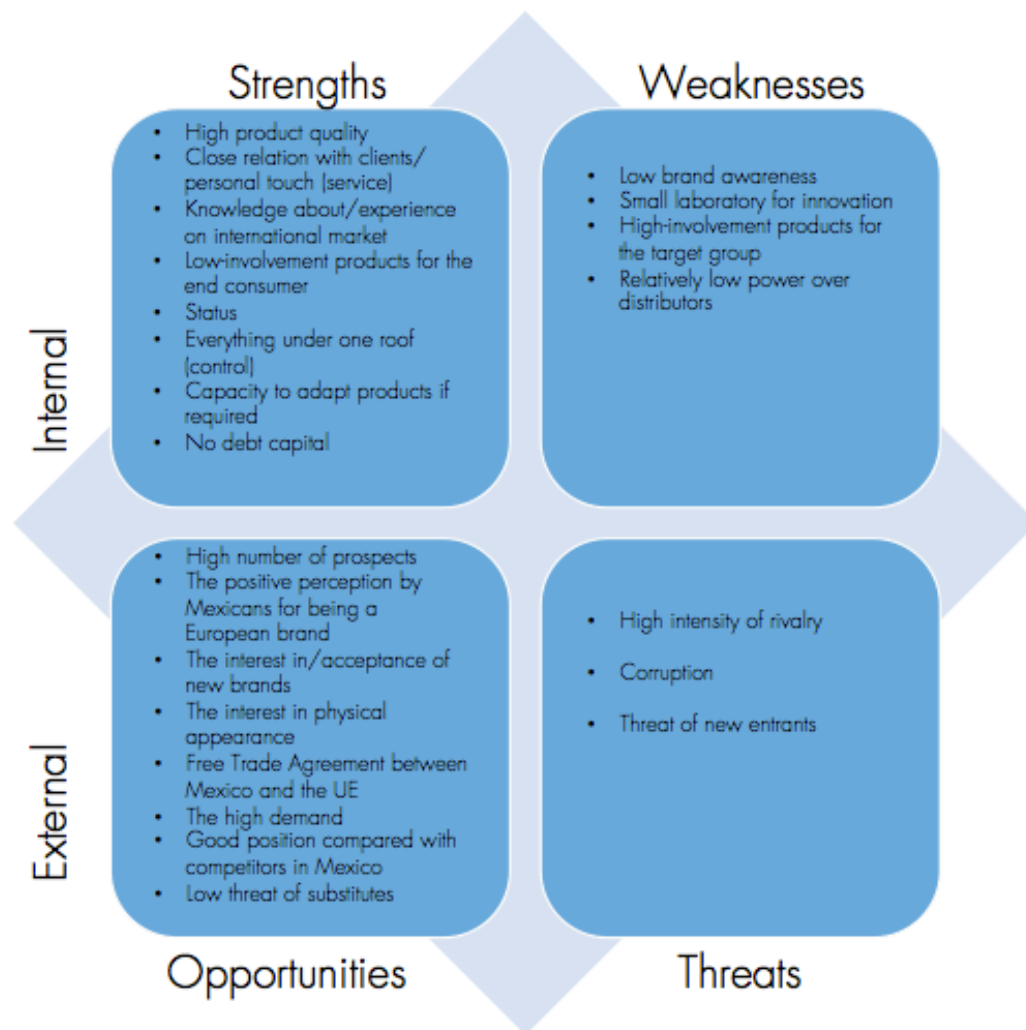 Strengths
• High product quality
• Close relation with clients/
personal touch (service)
• Knowledge about/experience
on international market
• Low-involvement products for the
end consumer
• Status
• Everything under one roof
(control)
• Capacity to adapt products if
required
• No debt capital
Weaknesses
• Low brand awareness
• Small laboratory for innovation
• High-involvement products for
the target group
• Relatively low power over
distributors
Internal
• High number of prospects
• The positive perception by
Mexicans for being a
European brand
• The interest in/acceptance of
new brands
• The interest in physical
appearance
• Free Trade Agreement between
Mexico and the UE
• The high demand
• Good position compared with
competitors in Mexico
• Low threat of substitutes
• High intensity of rivalry
• Corruption
• Threat of new entrants
External
Opportunities
Threats